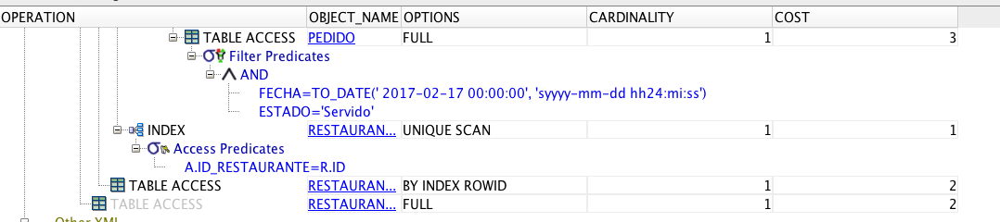 OPERATION OBJECT_NAME OPTIONS CARDINALITY COST
TABLE ACCESS PEDIDO FULL 1 3
Filter Predicates
AND
FECHA=TO_DATE(' 2017-02-17 00:00:00', 'syyyy-mm-dd hh24:mi:ss')
ESTADO='Servido'
INDEX RESTAURAN... UNIQUE SCAN 1 1
Access Predicates
A.ID_RESTAURANTE=R.ID
TABLE ACCESS RESTAURAN... BY INDEX ROWID 1 2
TABLE ACCESS RESTAURAN... FULL 1 2
Other XML